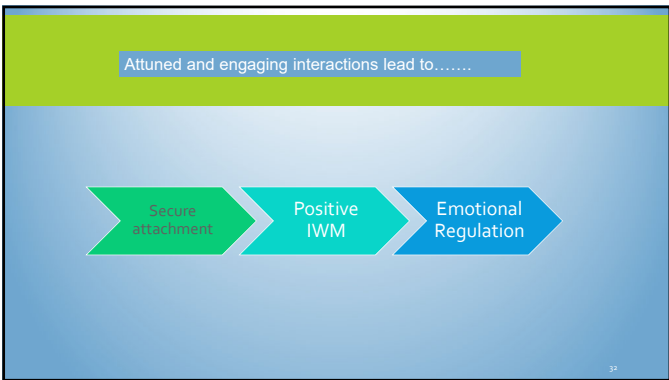 Attuned and engaging interactions lead to…….
Secure
attachment
Positive
IWM
Emotional
Regulation
32